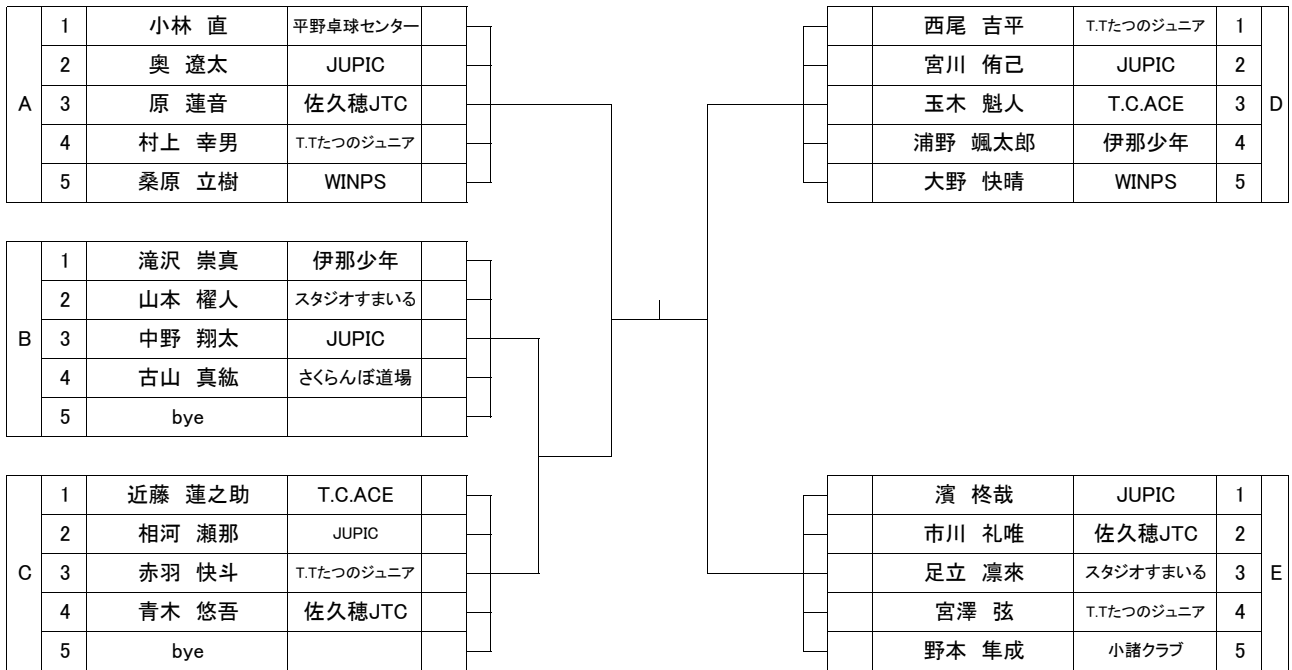 A
1 小林 直 平野卓球センター
2 奥 遼太 JUPIC
3 原 蓮音 佐久穂JTC
4 村上 幸男 T.Tたつのジュニア
5 桑原 立樹 WINPS
B
1 滝沢 崇真 伊那少年
2 山本 櫂人 スタジオすまいる
3 中野 翔太 JUPIC
4 古山 真紘 さくらんぼ道場
5 bye
C
1 近藤 蓮之助 T.C.ACE
2 相河 瀬那 JUPIC
3 赤羽 快斗 T.Tたつのジュニア
4 青木 悠吾 佐久穂JTC
5 bye
西尾 吉平 T.Tたつのジュニア 1
宮川 侑己 JUPIC 2
玉木 魁人 T.C.ACE 3
浦野 颯太郎 伊那少年 4
大野 快晴 WINPS 5
D
濱 柊哉 JUPIC 1
市川 礼唯 佐久穂JTC 2
足立 凛來 スタジオすまいる 3
宮澤 弦 T.Tたつのジュニア 4
野本 隼成 小諸クラブ 5
E